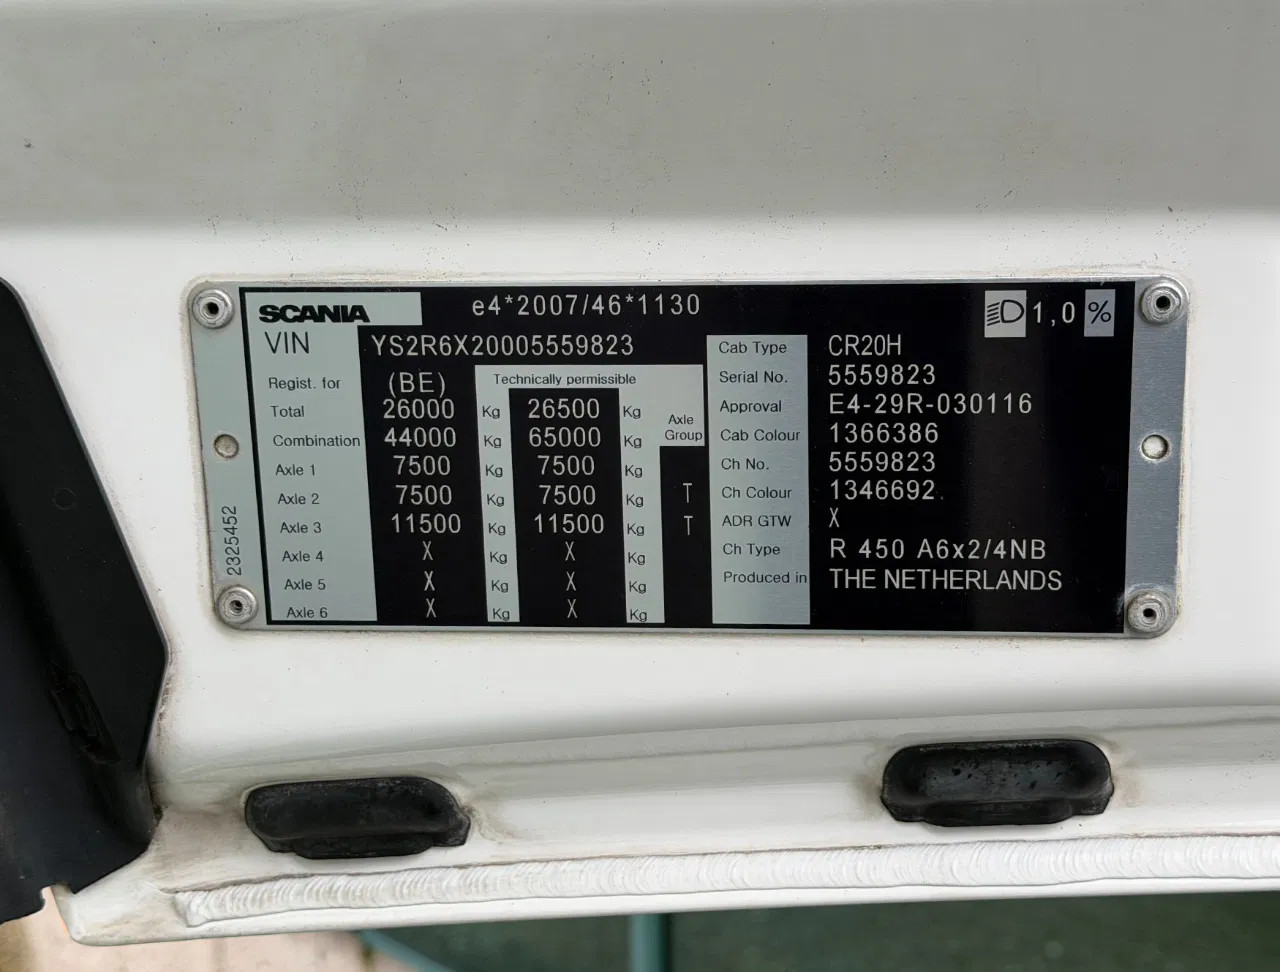 SCANIA e4*2007/46*1130 1,0 %
VIN YS2R6X20005559823
Regist. for (BE) Technically permissible
Total 26000 Kg 26500 Kg
Combination 44000 Kg 65000 Kg Axle Group
Axle 1 7500 Kg 7500 Kg
Axle 2 7500 Kg 7500 Kg T
Axle 3 11500 Kg 11500 Kg T
Axle 4 X Kg X Kg
Axle 5 X Kg X Kg
Axle 6 X Kg X Kg
Cab Type CR20H
Serial No. 5559823
Approval E4-29R-030116
Cab Colour 1366386
Ch No. 5559823
Ch Colour 1346692
ADR GTW X
Ch Type R 450 A6x2/4NB
Produced in THE NETHERLANDS
2325452